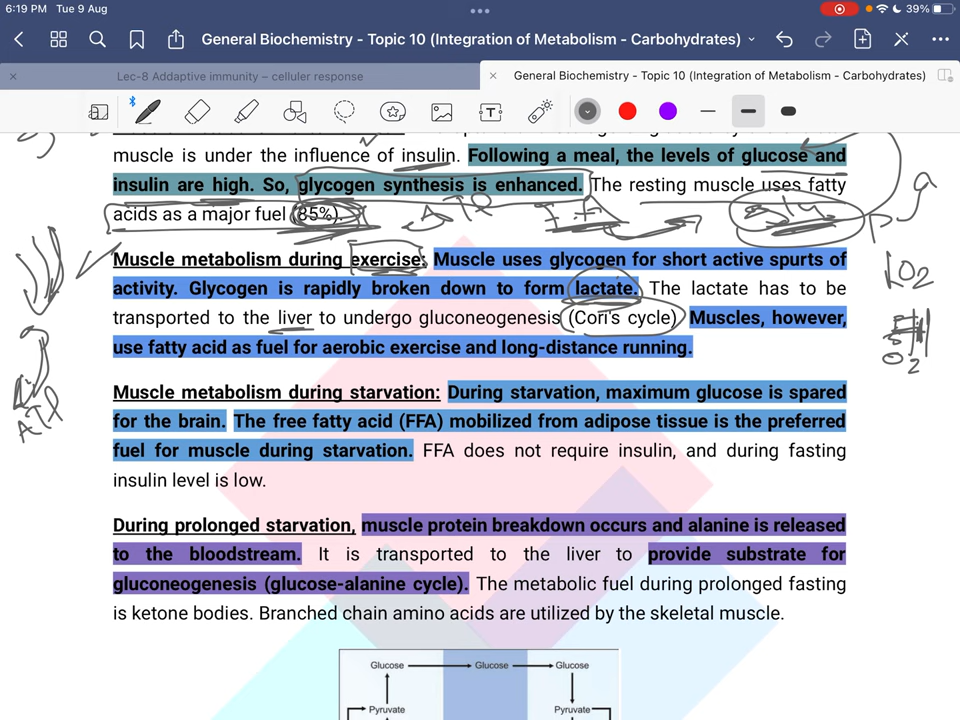 6:19 PM Tue 9 Aug
39%
General Biochemistry - Topic 10 (Integration of Metabolism - Carbohydrates)
Lec-8 Addaptive immunity – celluler response
General Biochemistry - Topic 10 (Integration of Metabolism - Carbohydrates)
muscle is under the influence of insulin. Following a meal, the levels of glucose and
insulin are high. So, glycogen synthesis is enhanced. The resting muscle uses fatty
acids as a major fuel (85%).
ATP
Muscle metabolism during exercise: Muscle uses glycogen for short active spurts of
activity. Glycogen is rapidly broken down to form lactate. The lactate has to be
transported to the liver to undergo gluconeogenesis (Cori's cycle) Muscles, however,
use fatty acid as fuel for aerobic exercise and long-distance running.
O2
ATP
Muscle metabolism during starvation: During starvation, maximum glucose is spared
for the brain. The free fatty acid (FFA) mobilized from adipose tissue is the preferred
fuel for muscle during starvation. FFA does not require insulin, and during fasting
insulin level is low.
During prolonged starvation, muscle protein breakdown occurs and alanine is released
to the bloodstream. It is transported to the liver to provide substrate for
gluconeogenesis (glucose-alanine cycle). The metabolic fuel during prolonged fasting
is ketone bodies. Branched chain amino acids are utilized by the skeletal muscle.
Glucose Glucose Glucose
Pyruvate Pyruvate